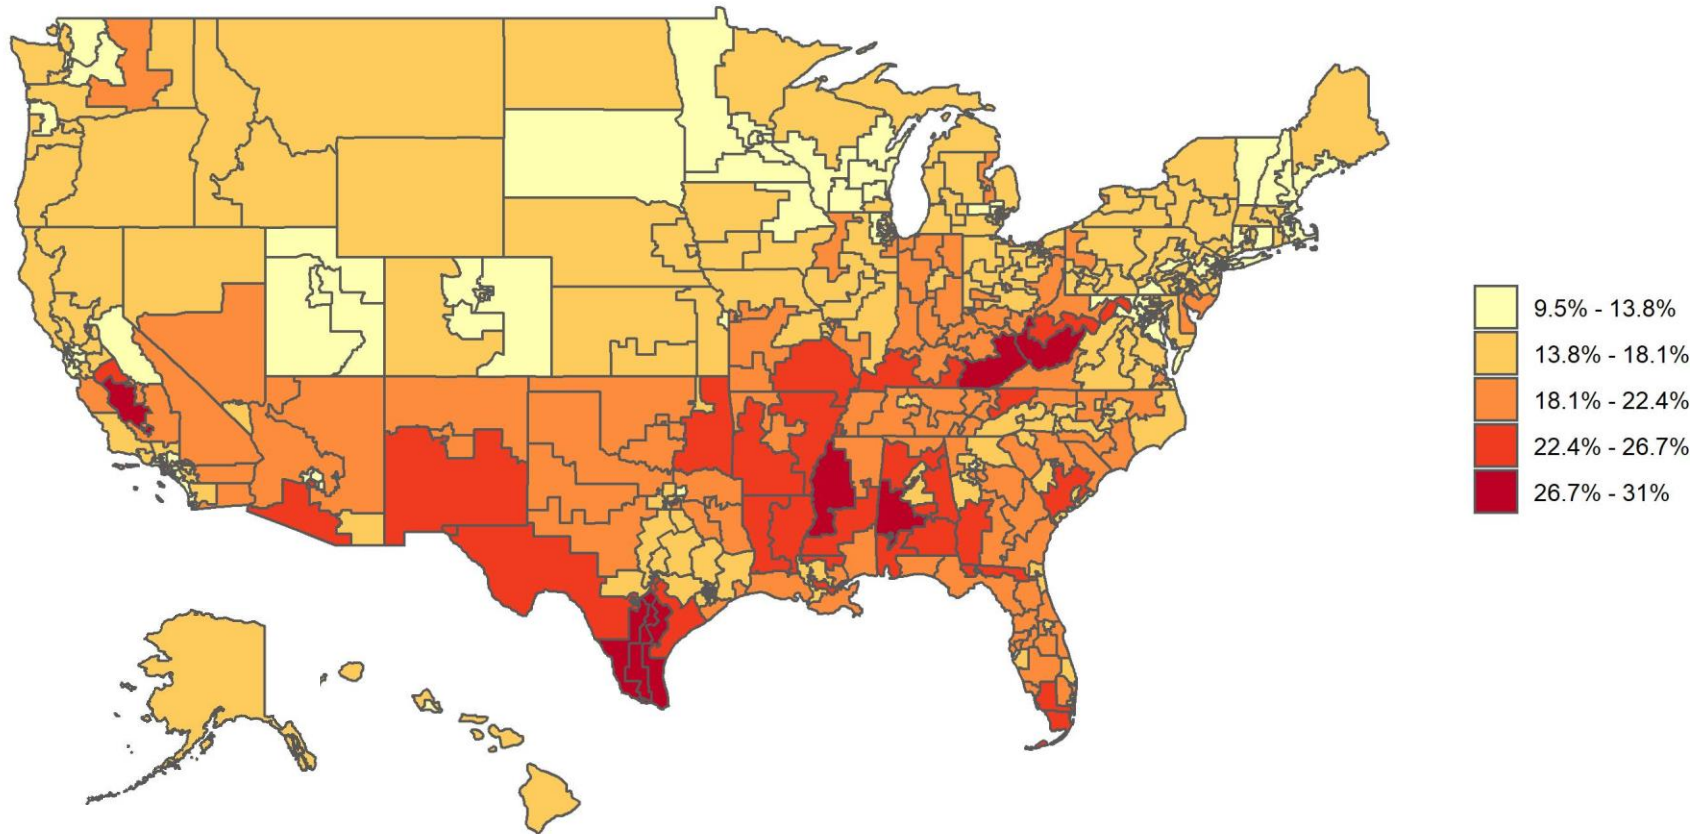 9.5% - 13.8%
13.8% - 18.1%
18.1% - 22.4%
22.4% - 26.7%
26.7% - 31%